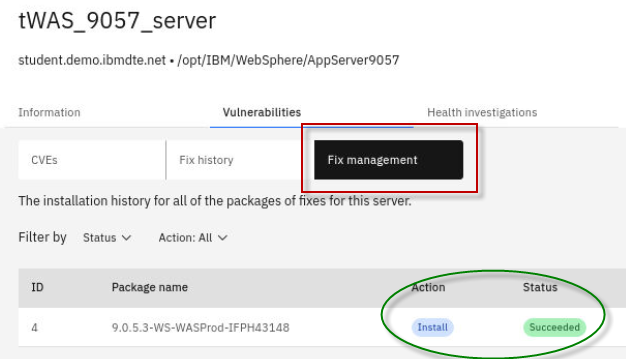 tWAS_9057_server
student.demo.ibmdte.net • /opt/IBM/WebSphere/AppServer9057
Information Vulnerabilities Health investigations
CVEs Fix history Fix management
The installation history for all of the packages of fixes for this server.
Filter by Status Action: All
ID Package name Action Status
4 9.0.5.3-WS-WASProd-IFPH43148 Install Succeeded